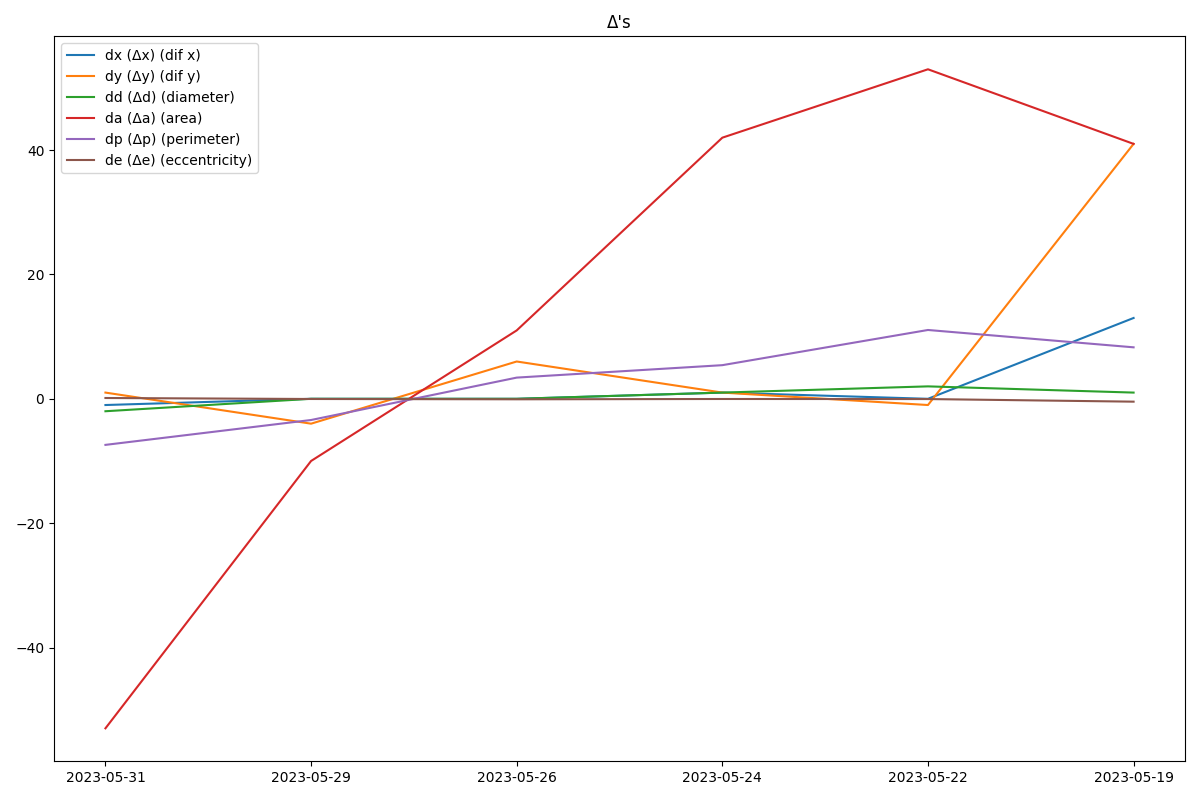 Δ's
dx (Δx) (dif x)
dy (Δy) (dif y)
dd (Δd) (diameter)
da (Δa) (area)
dp (Δp) (perimeter)
de (Δe) (eccentricity)
40
20
0
−20
−40
2023-05-31 2023-05-29 2023-05-26 2023-05-24 2023-05-22 2023-05-19